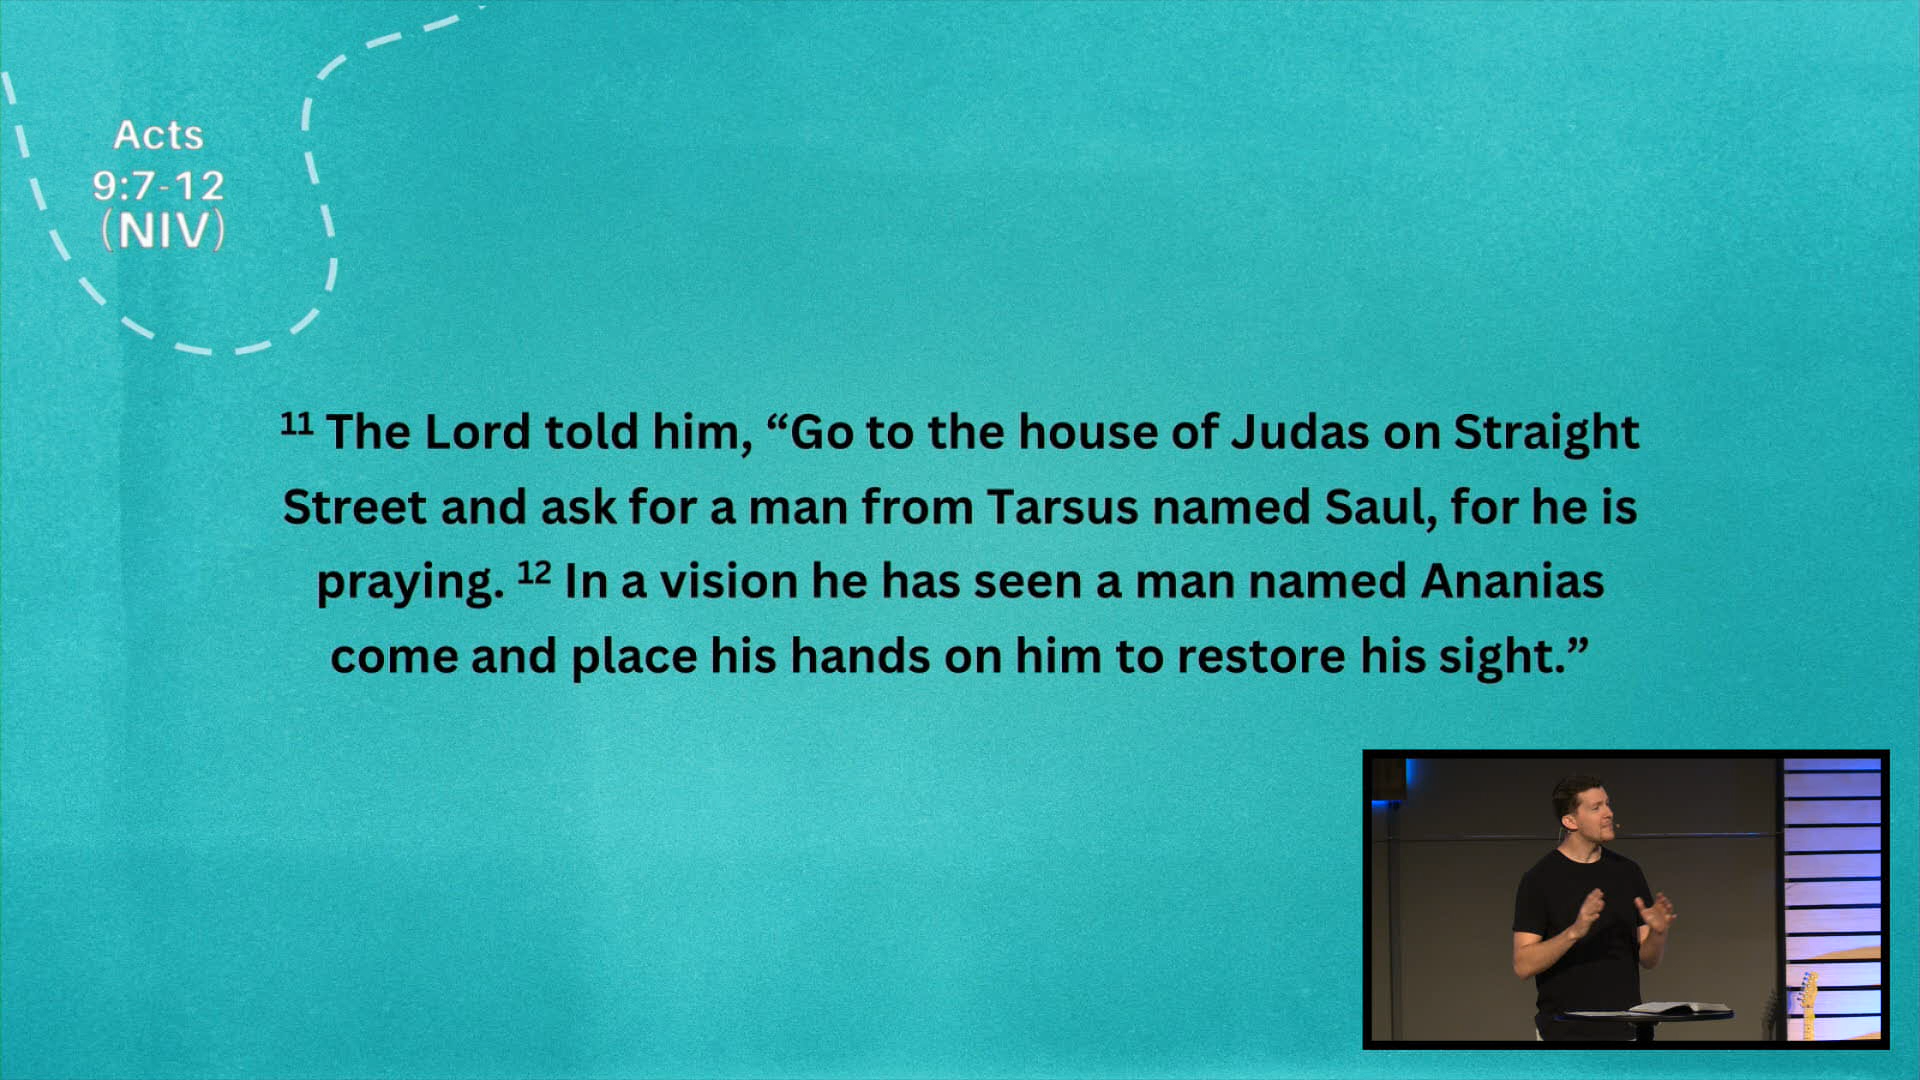 Acts
9:7-12
(NIV)
¹¹ The Lord told him, “Go to the house of Judas on Straight
Street and ask for a man from Tarsus named Saul, for he is
praying. ¹² In a vision he has seen a man named Ananias
come and place his hands on him to restore his sight.”